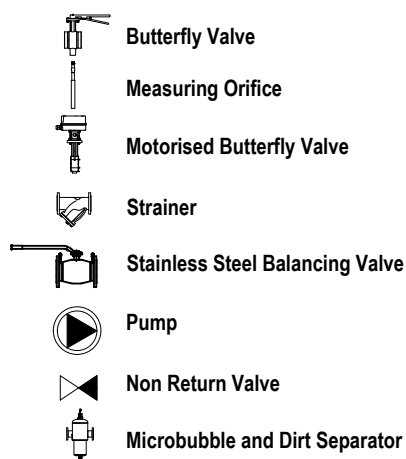 Butterfly Valve
Measuring Orifice
Motorised Butterfly Valve
Strainer
Stainless Steel Balancing Valve
Pump
Non Return Valve
Microbubble and Dirt Separator